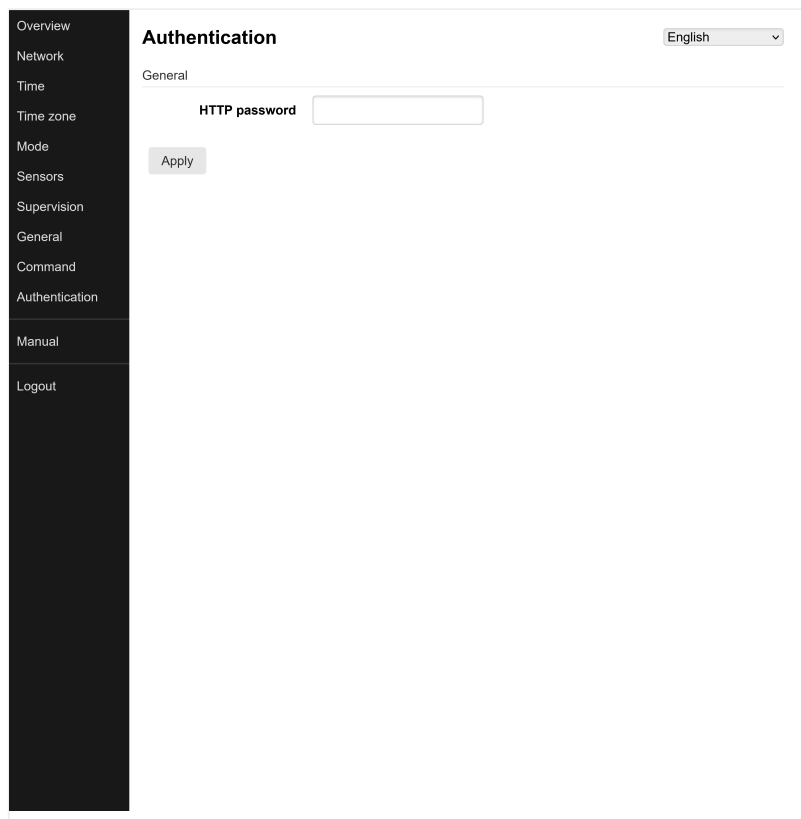 Overview
Network
Time
Time zone
Mode
Sensors
Supervision
General
Command
Authentication
Manual
Logout
Authentication
English
General
HTTP password
Apply